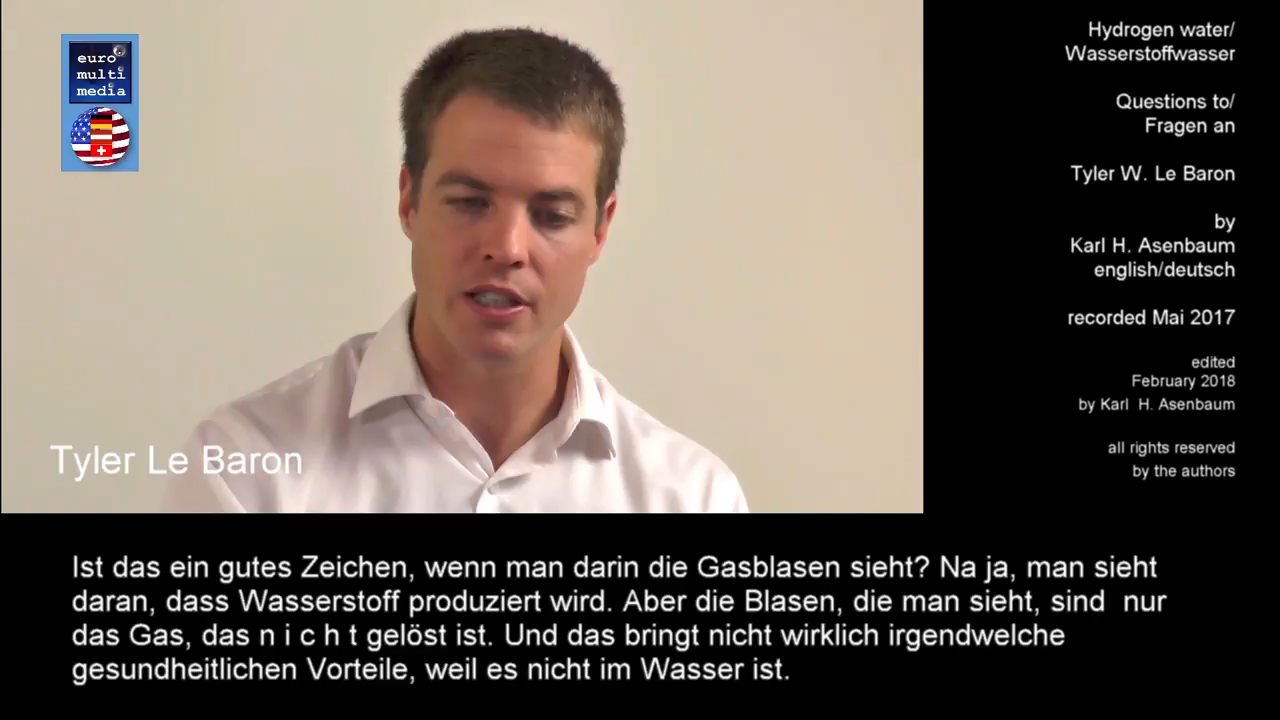 euro
multi
media
Hydrogen water/
Wasserstoffwasser
Questions to/
Fragen an
Tyler W. Le Baron
by
Karl H. Asenbaum
english/deutsch
recorded Mai 2017
edited
February 2018
by Karl H. Asenbaum
all rights reserved
by the authors
Tyler Le Baron
Ist das ein gutes Zeichen, wenn man darin die Gasblasen sieht? Na ja, man sieht
daran, dass Wasserstoff produziert wird. Aber die Blasen, die man sieht, sind nur
das Gas, das n i c h t gelöst ist. Und das bringt nicht wirklich irgendwelche
gesundheitlichen Vorteile, weil es nicht im Wasser ist.